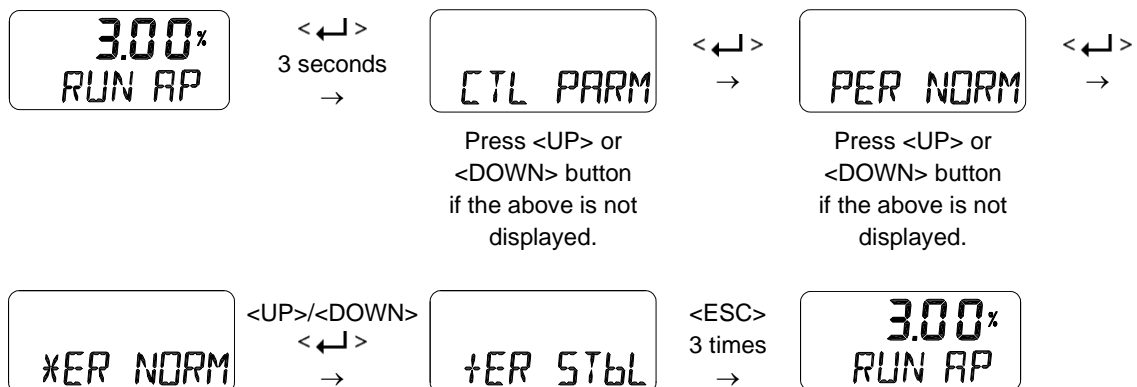 3.00%
RUN AP
< ↵ >
3 seconds
→
CTL PARM
Press <UP> or
<DOWN> button
if the above is not
displayed.
< ↵ >
→
PER NORM
Press <UP> or
<DOWN> button
if the above is not
displayed.
< ↵ >
→
*ER NORM
<UP>/<DOWN>
< ↵ >
→
+ER STbL
<ESC>
3 times
→
3.00%
RUN AP